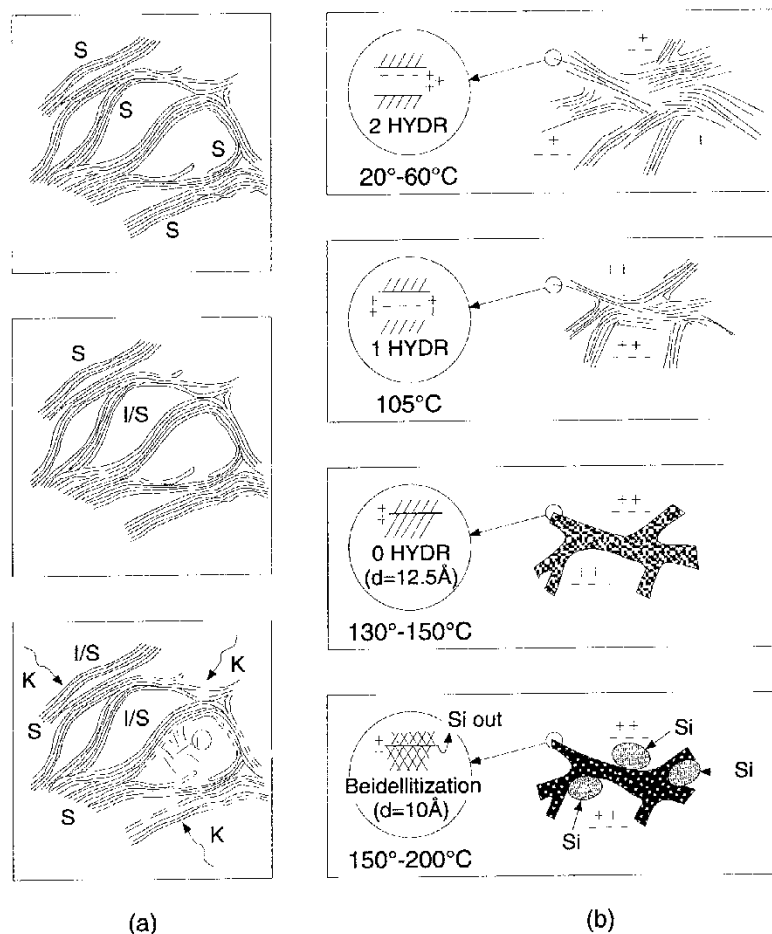 S
S
S
S
S
I/S
I/S
K
K
I/S
S
S
K
(a)
2 HYDR
20°-60°C
1 HYDR
105°C
0 HYDR
(d=12.5Å)
130°-150°C
Si out
Beidellitization
(d=10Å)
150°-200°C
Si
Si
Si
(b)